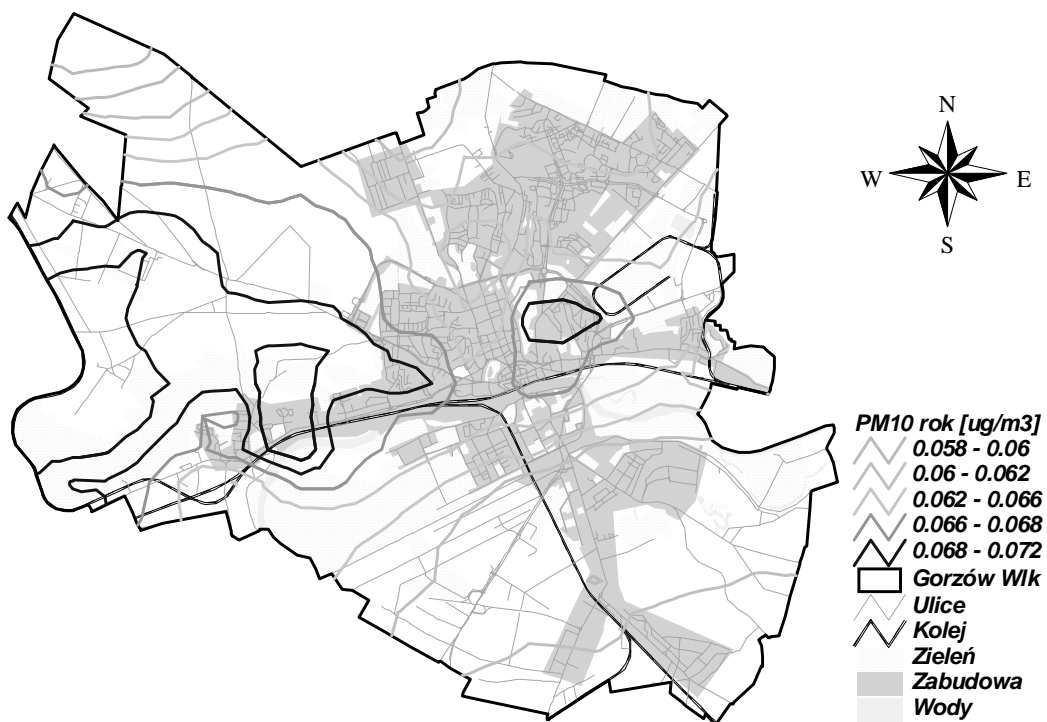 N
W E
S
PM10 rok [ug/m3]
0.058 - 0.06
0.06 - 0.062
0.062 - 0.066
0.066 - 0.068
0.068 - 0.072
Gorzów Wlk
Ulice
Kolej
Zieleń
Zabudowa
Wody